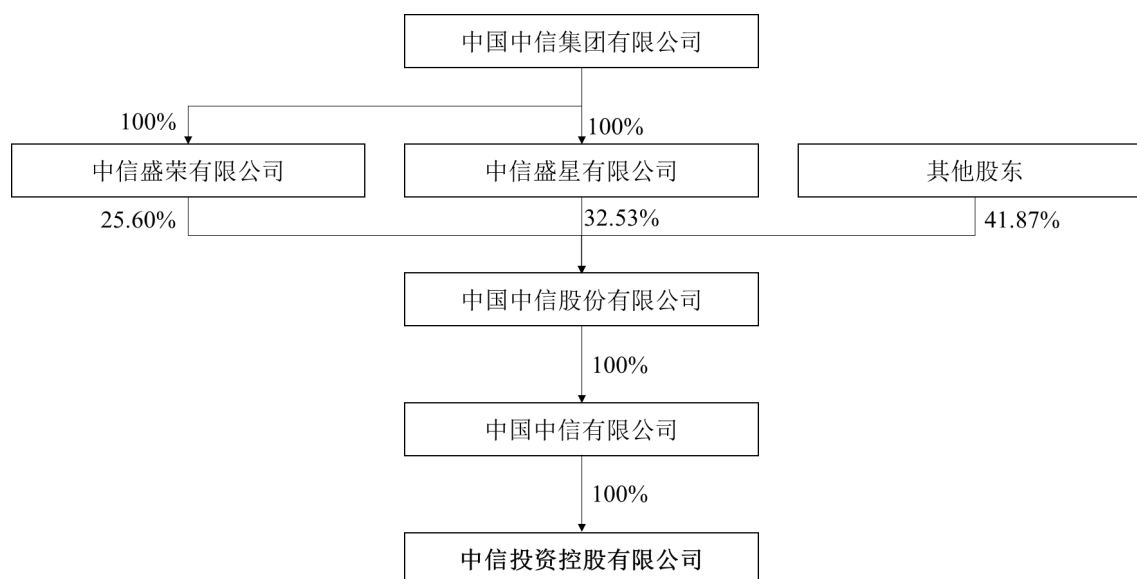 中国中信集团有限公司
100%
100%
中信盛荣有限公司
中信盛星有限公司
其他股东
25.60%
32.53%
41.87%
中国中信股份有限公司
100%
中国中信有限公司
100%
中信投资控股有限公司